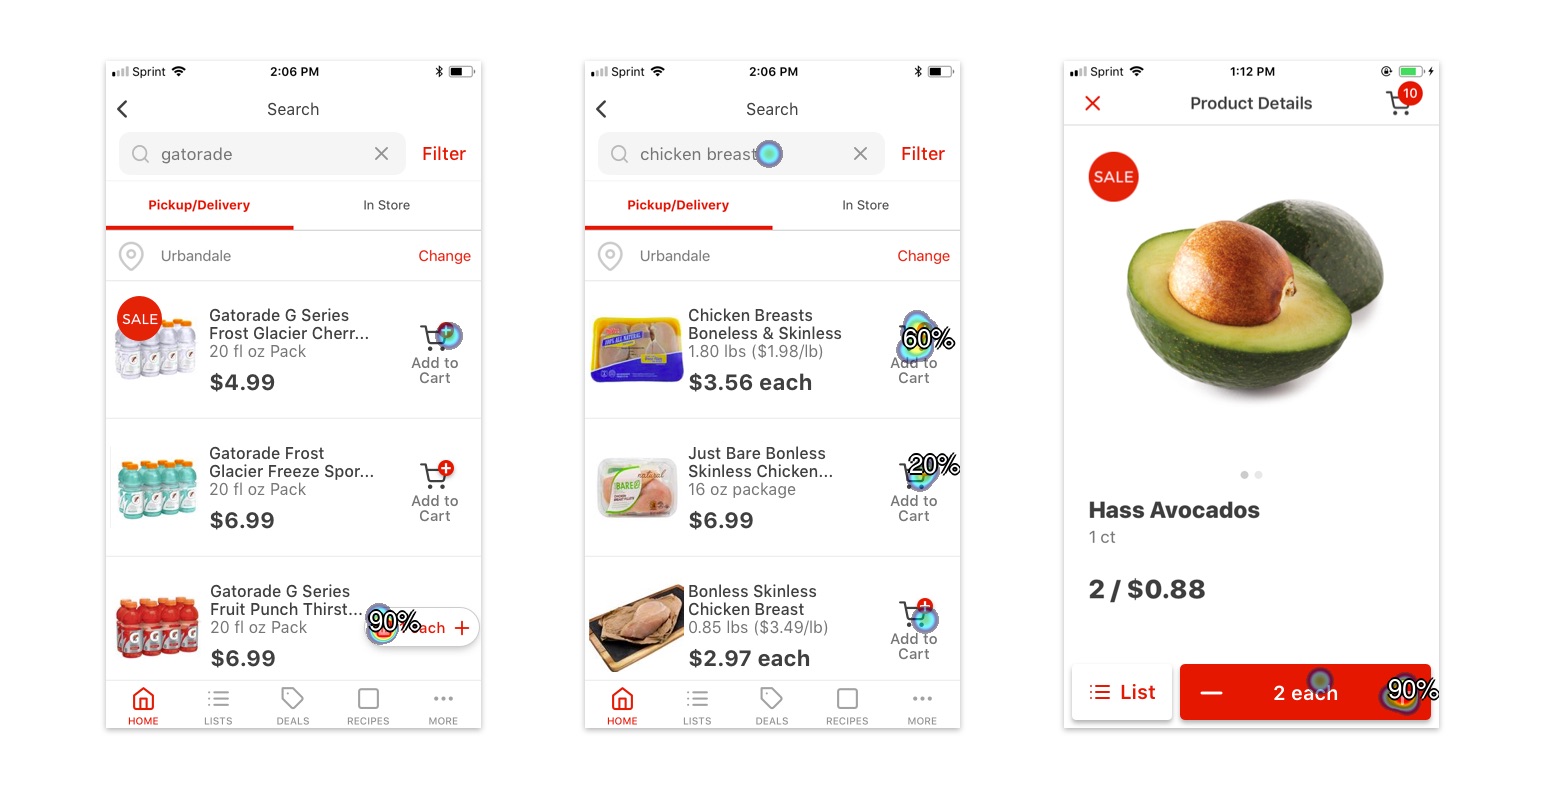 Sprint
2:06 PM
Search
gatorade
Filter
Pickup/Delivery
In Store
Urbandale
Change
SALE
Gatorade G Series
Frost Glacier Cherr...
20 fl oz Pack
$4.99
Add to
Cart
Gatorade Frost
Glacier Freeze Spor...
20 fl oz Pack
$6.99
Add to
Cart
Gatorade G Series
Fruit Punch Thirst...
20 fl oz Pack
$6.99
90%
ach +
HOME
LISTS
DEALS
RECIPES
MORE
Sprint
2:06 PM
Search
chicken breast
Filter
Pickup/Delivery
In Store
Urbandale
Change
Chicken Breasts
Boneless & Skinless
1.80 lbs ($1.98/lb)
$3.56 each
60%
Add to
Cart
Just Bare Bonless
Skinless Chicken...
16 oz package
$6.99
natural
BARE
20%
Add to
Cart
Bonless Skinless
Chicken Breast
0.85 lbs ($3.49/lb)
$2.97 each
Add to
Cart
HOME
LISTS
DEALS
RECIPES
MORE
Sprint
1:12 PM
Product Details
10
SALE
Hass Avocados
1 ct
2 / $0.88
List
2 each
90%